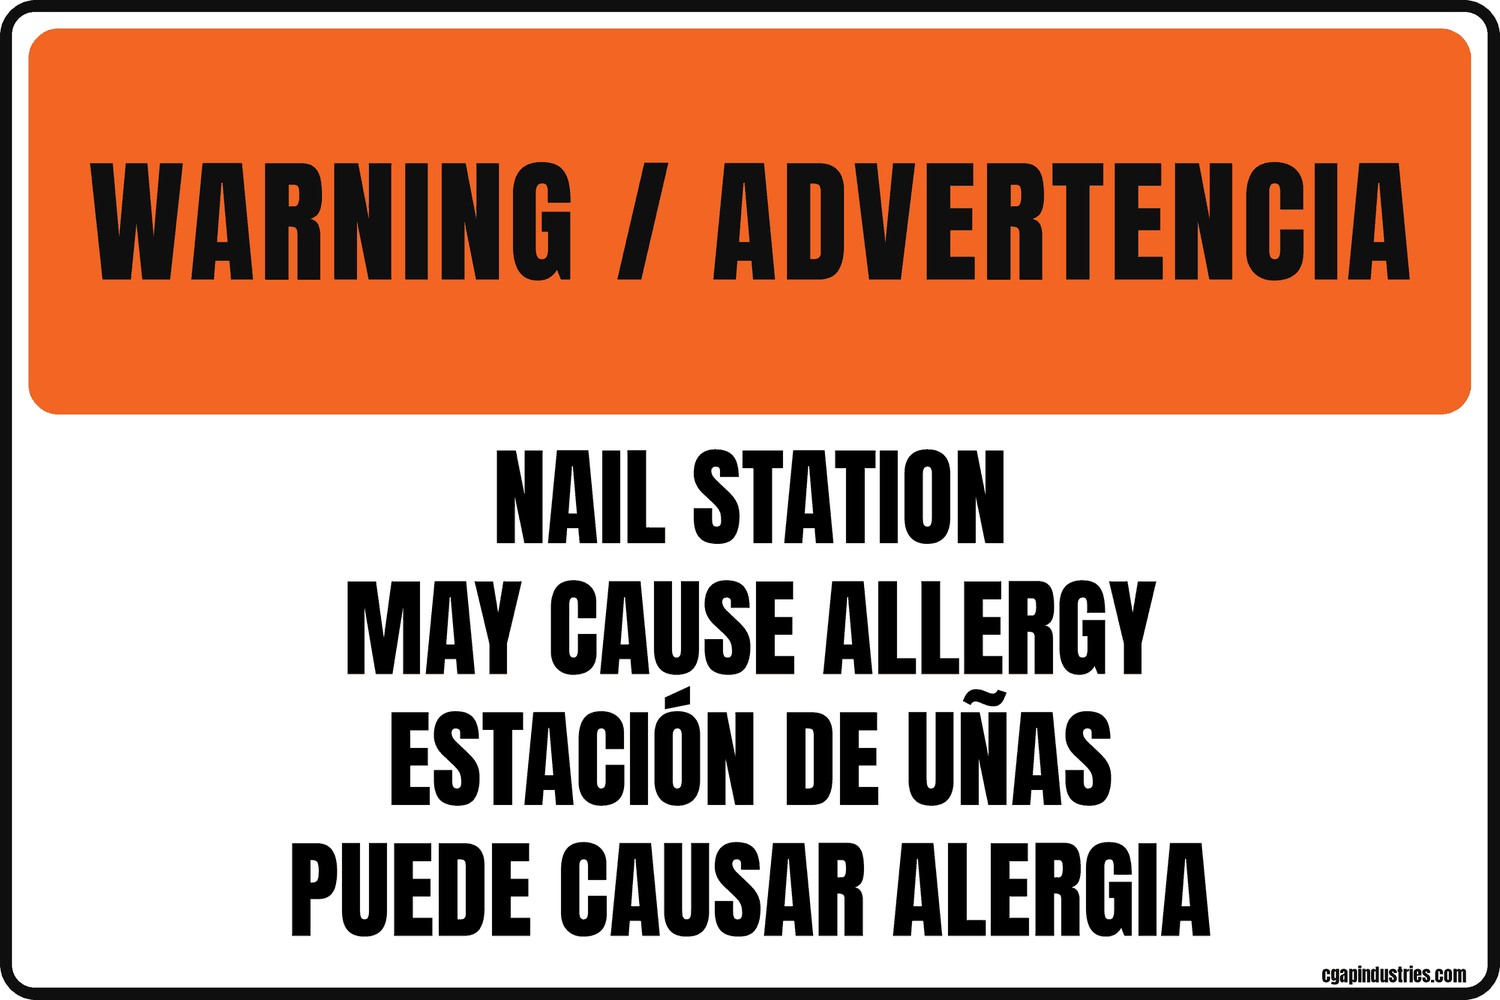 WARNING / ADVERTENCIA
NAIL STATION
MAY CAUSE ALLERGY
ESTACIÓN DE UÑAS
PUEDE CAUSAR ALERGIA
cgapindustries.com